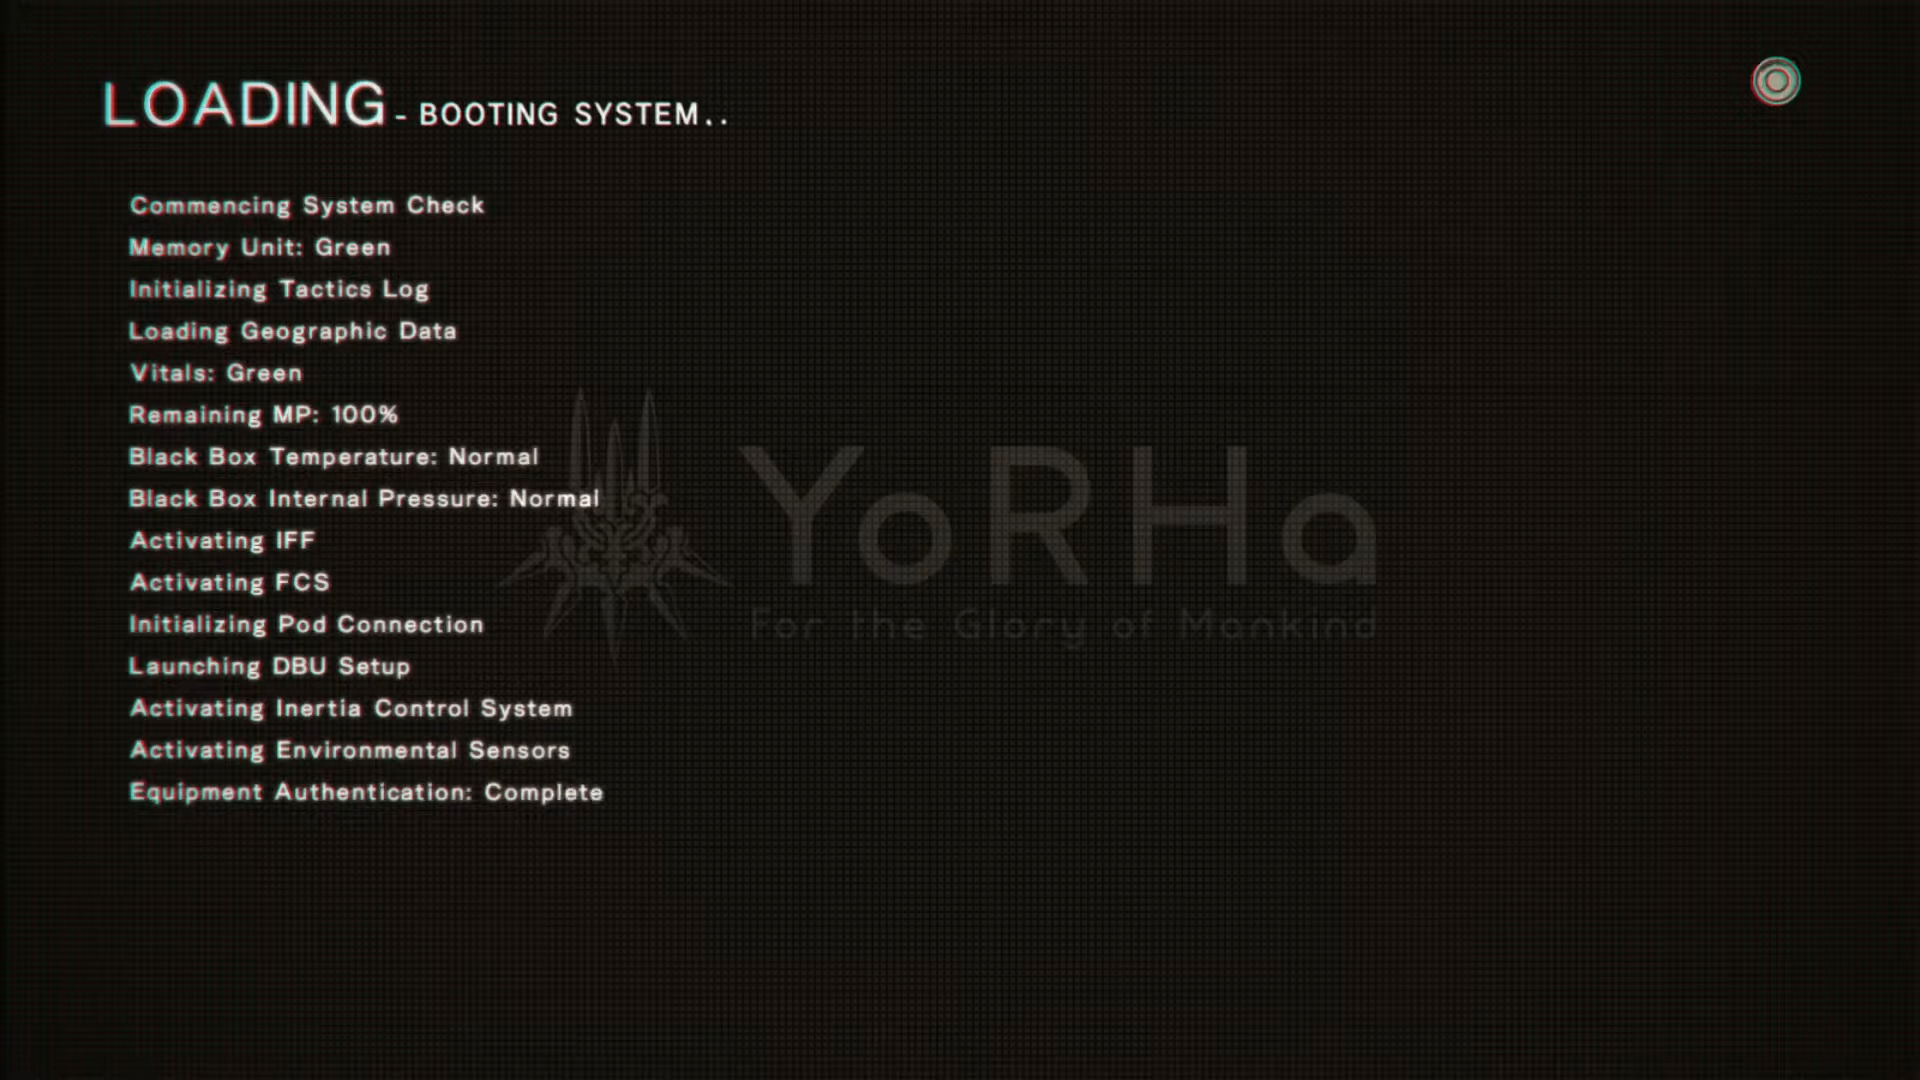 LOADING - BOOTING SYSTEM..
Commencing System Check
Memory Unit: Green
Initializing Tactics Log
Loading Geographic Data
Vitals: Green
Remaining MP: 100%
Black Box Temperature: Normal
Black Box Internal Pressure: Normal
Activating IFF
Activating FCS
Initializing Pod Connection
Launching DBU Setup
Activating Inertia Control System
Activating Environmental Sensors
Equipment Authentication: Complete
YoRHa
For the Glory of Mankind